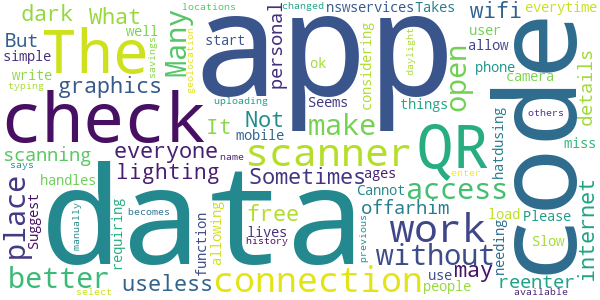 dark What
The
Many
app
wifi
nswservices Takes
everytime
locations
changed
personal
But
simple
well
savings
geolocation
start
considering
user
allow
write
graphics
ok
daylight
open
phone
camera
details
code
check
typing
uploading
Seems
things
others
It
Not
make
mobile
QR
hatdusing
miss
scanning
everyone
scanner
name
Cannot
ages
enter
says
handles
lighting
Sometimes
access
Please
place
Suggest
data
requiring
function
allowing
free
offarhim
load
needing
internet
lives
previous
work
without
Slow
manually
becomes
history
may
reenter
better
useless
connection
use people
select
available